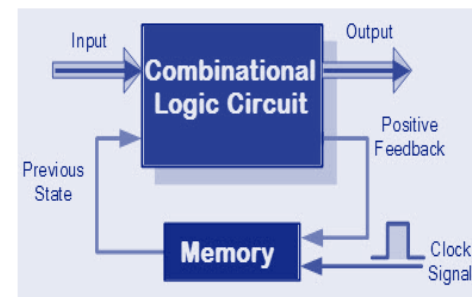 Input
Output
Combinational
Logic Circuit
Positive
Feedback
Previous
State
Memory
Clock
Signal